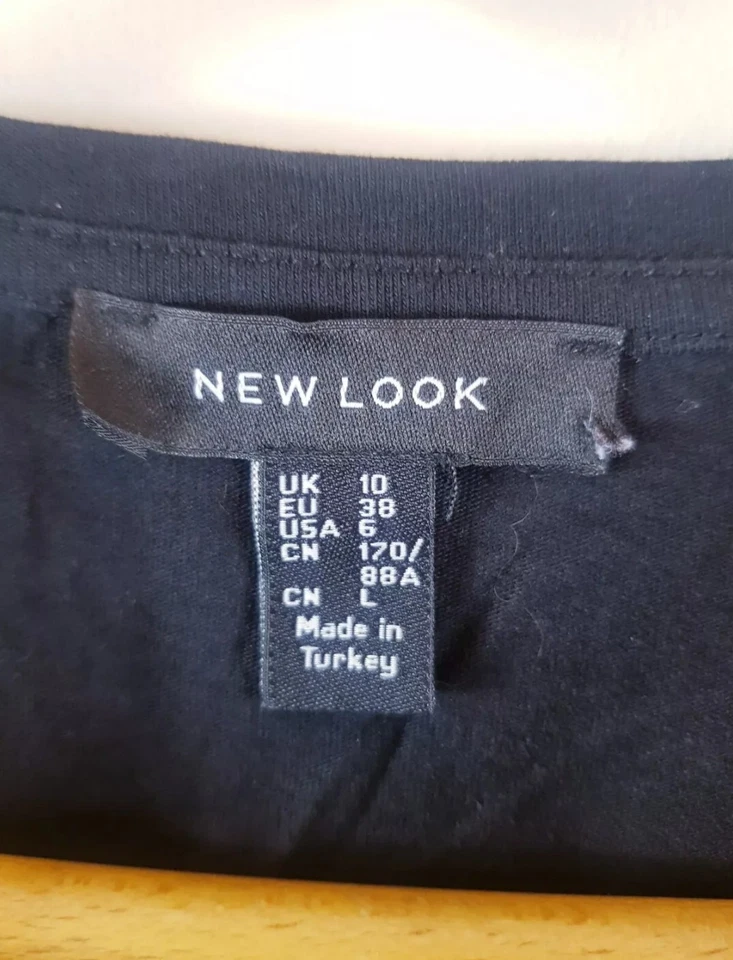 NEW LOOK
UK 10
EU 38
USA 6
CN 170/
88A
CN L
Made in
Turkey